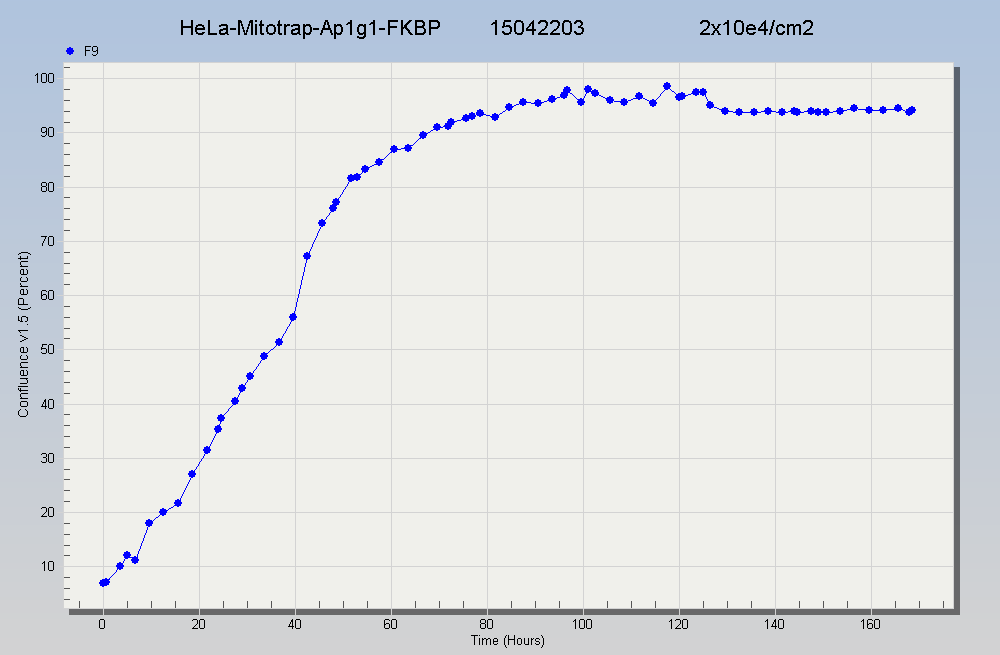 HeLa-Mitotrap-Ap1g1-FKBP 15042203 2x10e4/cm2
F9
100
90
80
70
60
50
40
30
20
10
Confluence v1.5 (Percent)
0 20 40 60 80 100 120 140 160
Time (Hours)